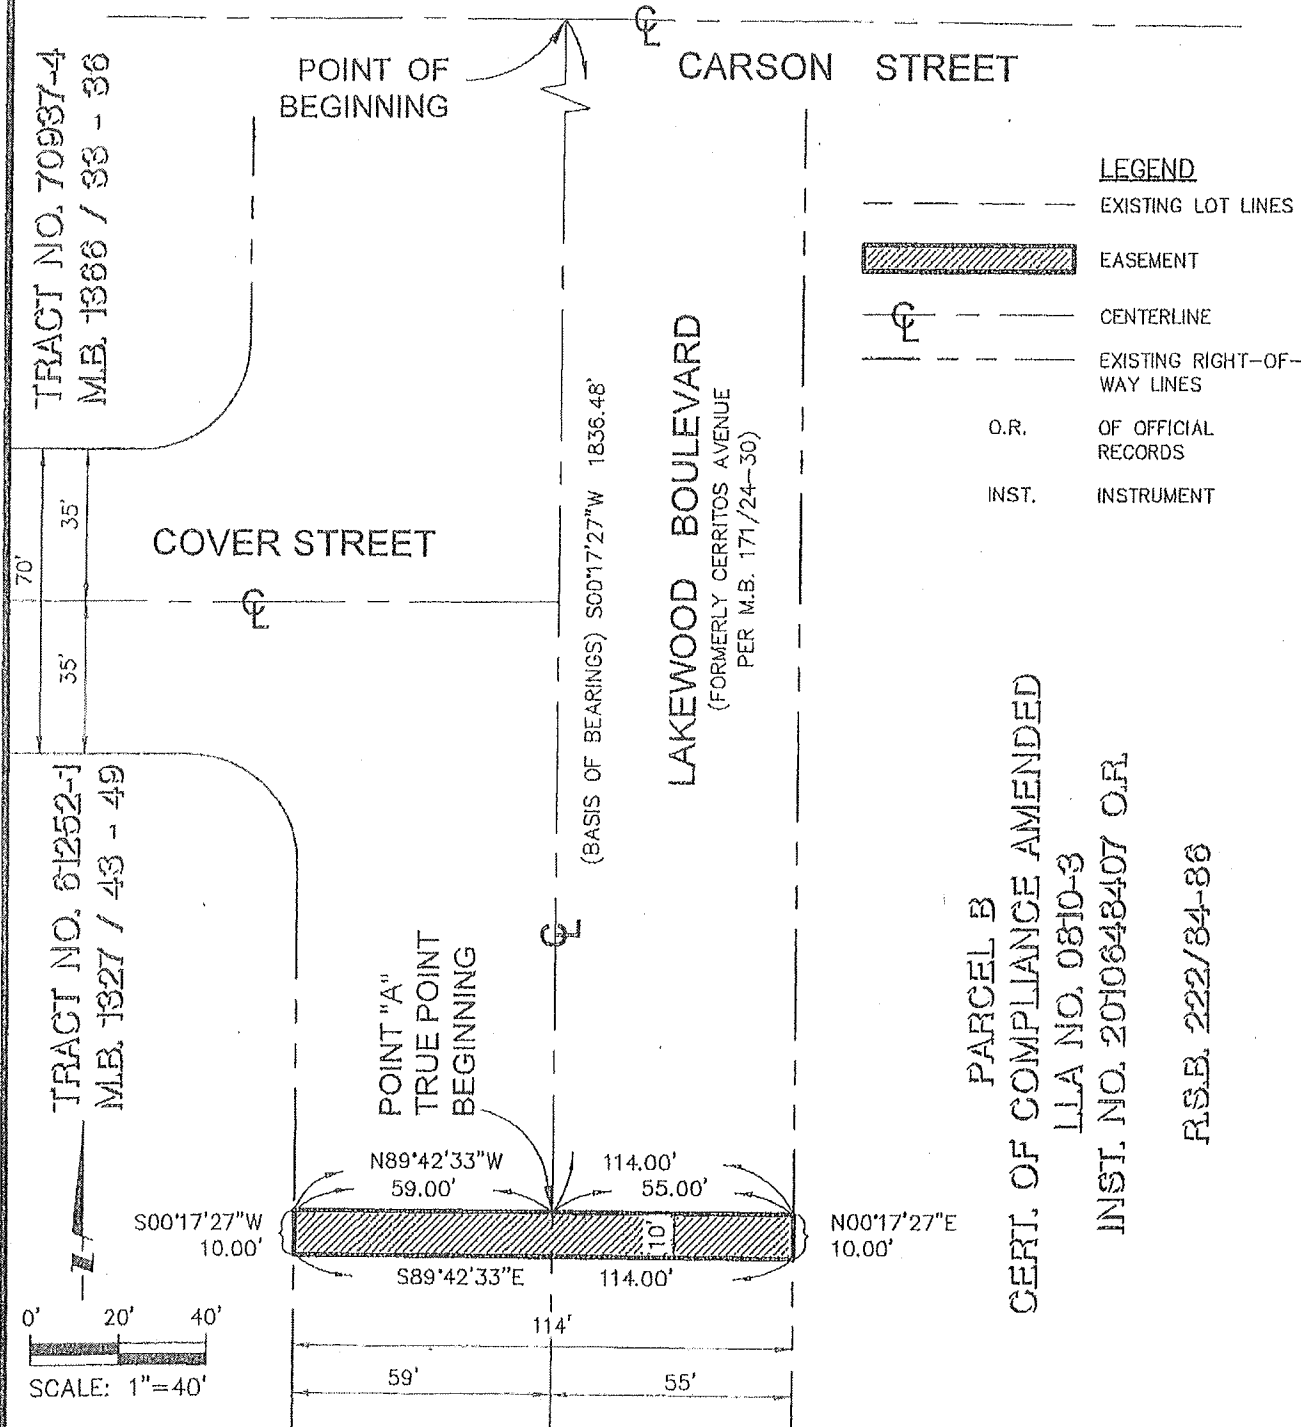 ℄
POINT OF
BEGINNING
CARSON STREET
TRACT NO. 70937-4
M.B. 1366 / 33 - 36
LEGEND
EXISTING LOT LINES
EASEMENT
℄ CENTERLINE
EXISTING RIGHT-OF-
WAY LINES
O.R. OF OFFICIAL
RECORDS
INST. INSTRUMENT
LAKEWOOD BOULEVARD
(FORMERLY CERRITOS AVENUE
PER M.B. 171/24-30)
(BASIS OF BEARINGS) S00°17'27"W 1836.48'
35'
70'
35'
COVER STREET
℄
TRACT NO. 61252-1
M.B. 1327 / 43 - 49
℄
POINT "A"
TRUE POINT
BEGINNING
PARCEL B
CERT. OF COMPLIANCE AMENDED
LLA NO. 0810-3
INST. NO. 2010648407 O.R.
R.S.B. 222/84-86
N89°42'33"W 114.00'
59.00' 55.00'
S00°17'27"W
10.00'
10'
N00°17'27"E
10.00'
S89°42'33"E 114.00'
114'
59' 55'
0' 20' 40'
SCALE: 1"=40'